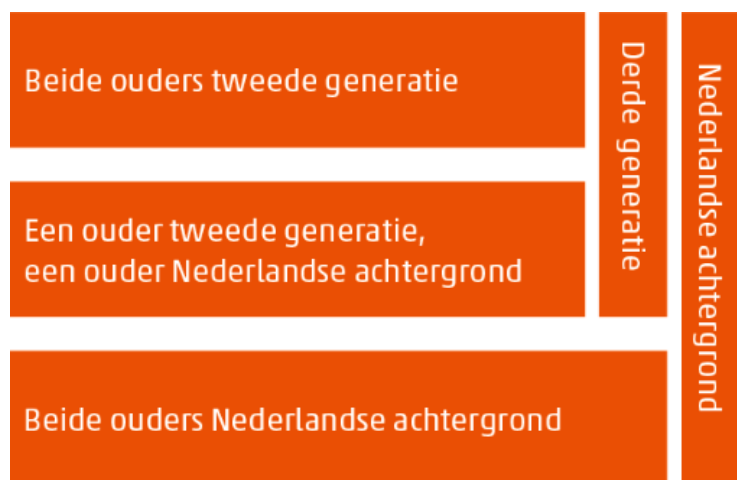 Beide ouders tweede generatie
Een ouder tweede generatie,
een ouder Nederlandse achtergrond
Beide ouders Nederlandse achtergrond
Derde generatie
Nederlandse achtergrond